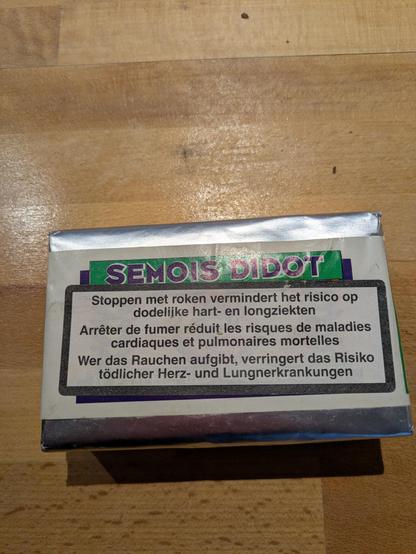 SEMOIS DIDOT
Stoppen met roken vermindert het risico op
dodelijke hart- en longziekten
Arrêter de fumer réduit les risques de maladies
cardiaques et pulmonaires mortelles
Wer das Rauchen aufgibt, verringert das Risiko
tödlicher Herz- und Lungnerkrankungen